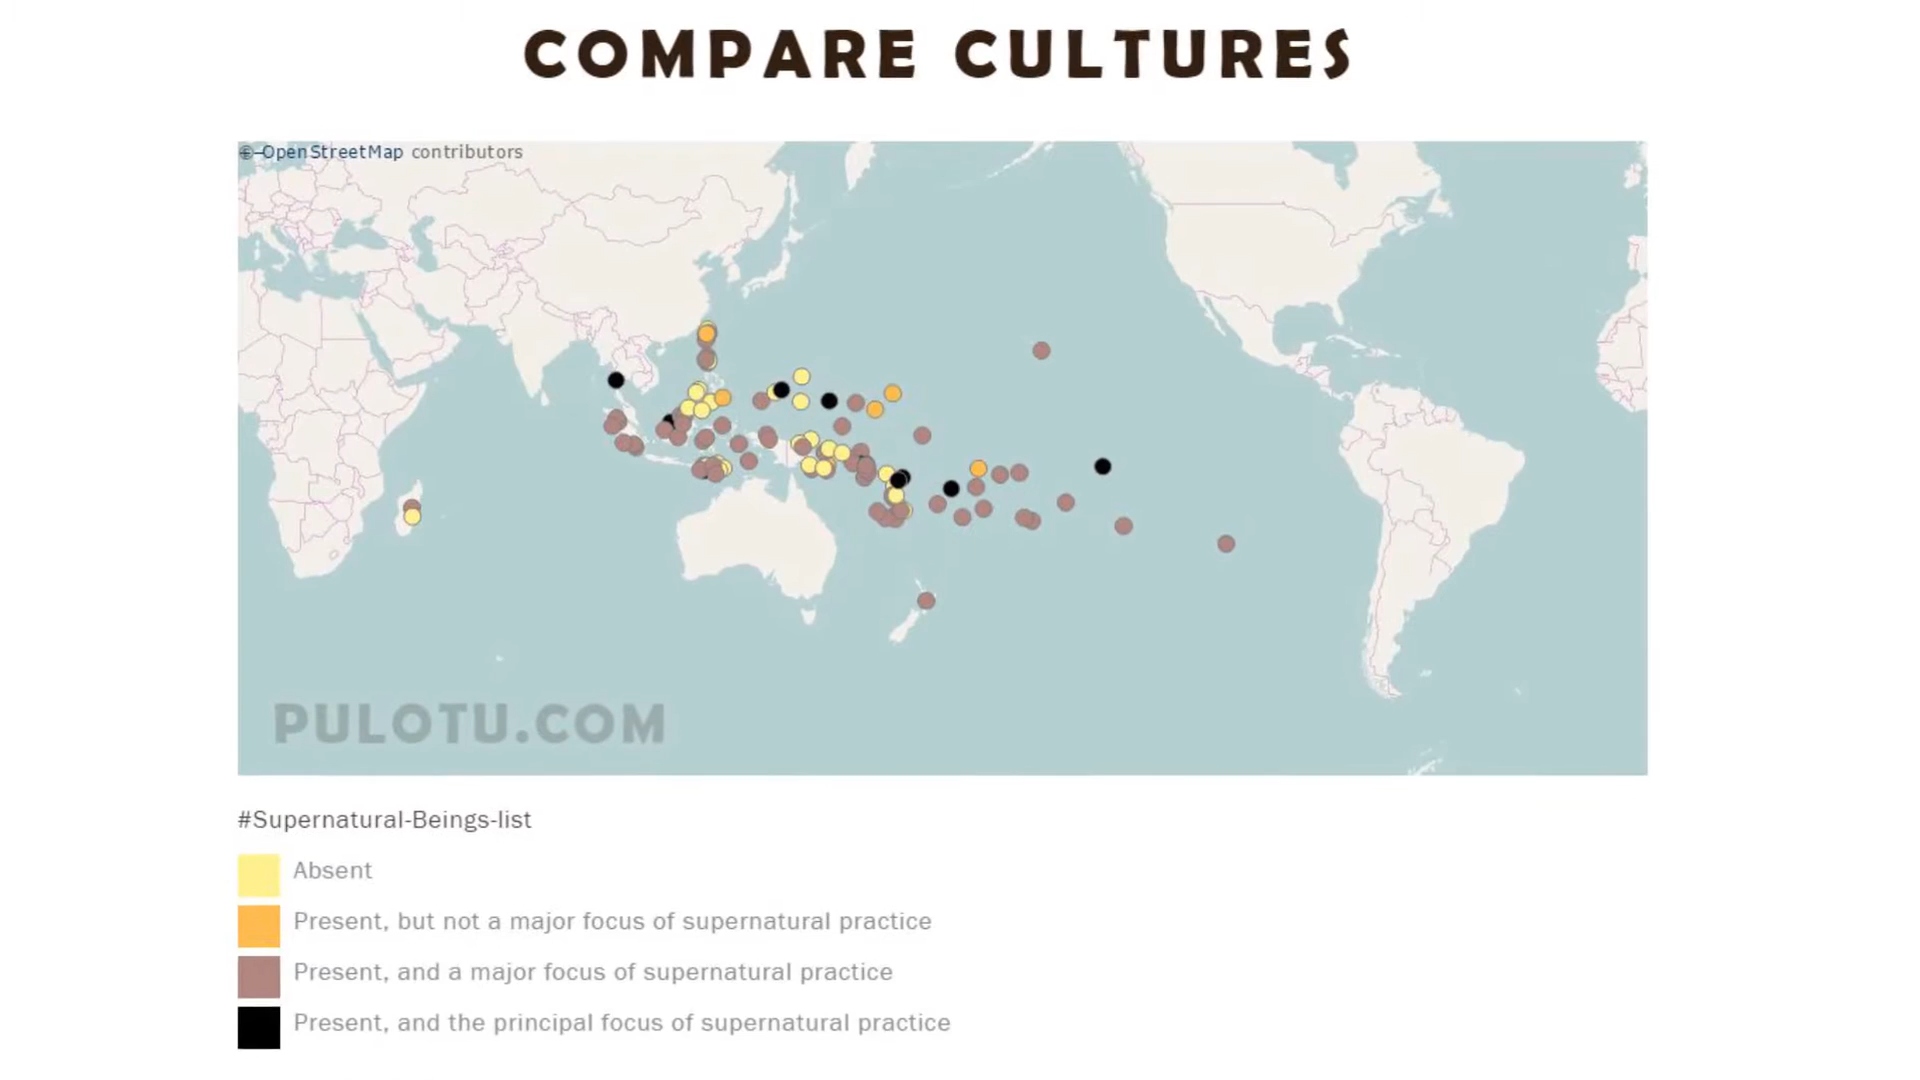 COMPARE CULTURES
© OpenStreetMap contributors
PULOTU.COM
#Supernatural-Beings-list
Absent
Present, but not a major focus of supernatural practice
Present, and a major focus of supernatural practice
Present, and the principal focus of supernatural practice